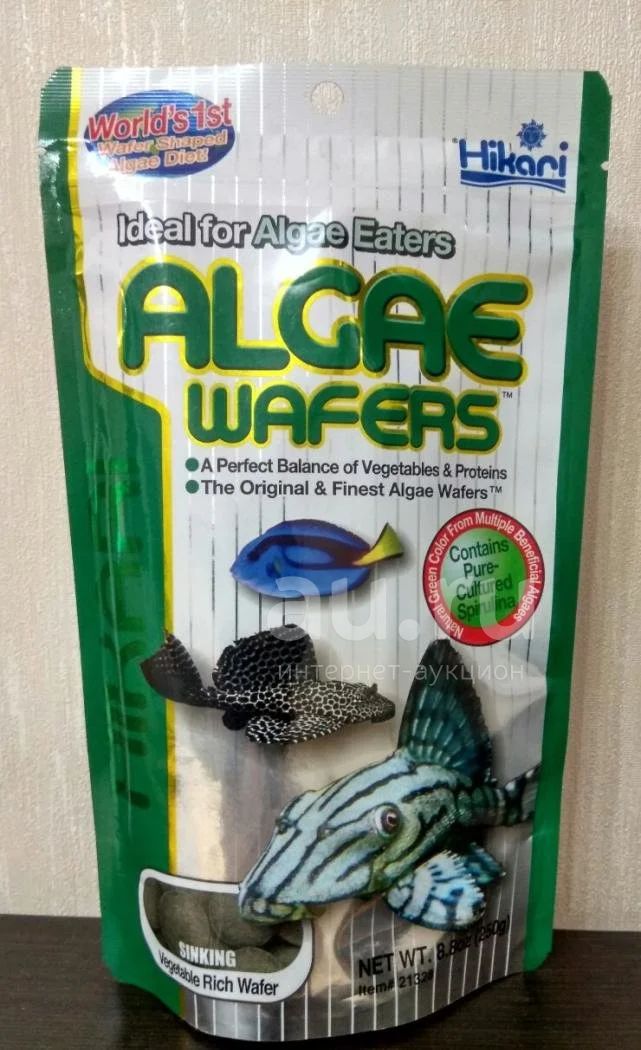 World's 1st
Wafer Shaped
Algae Diet!
Hikari
Ideal for Algae Eaters
ALGAE
WAFERS™
A Perfect Balance of Vegetables & Proteins
The Original & Finest Algae Wafers™
Natural Green Color From Multiple Beneficial Algaes
Contains
Pure-
Cultured
Spirulina
au.ru
интернет-аукцион
SINKING
Vegetable Rich Wafer
NET WT. 8.8oz (250g)
Item# 21328